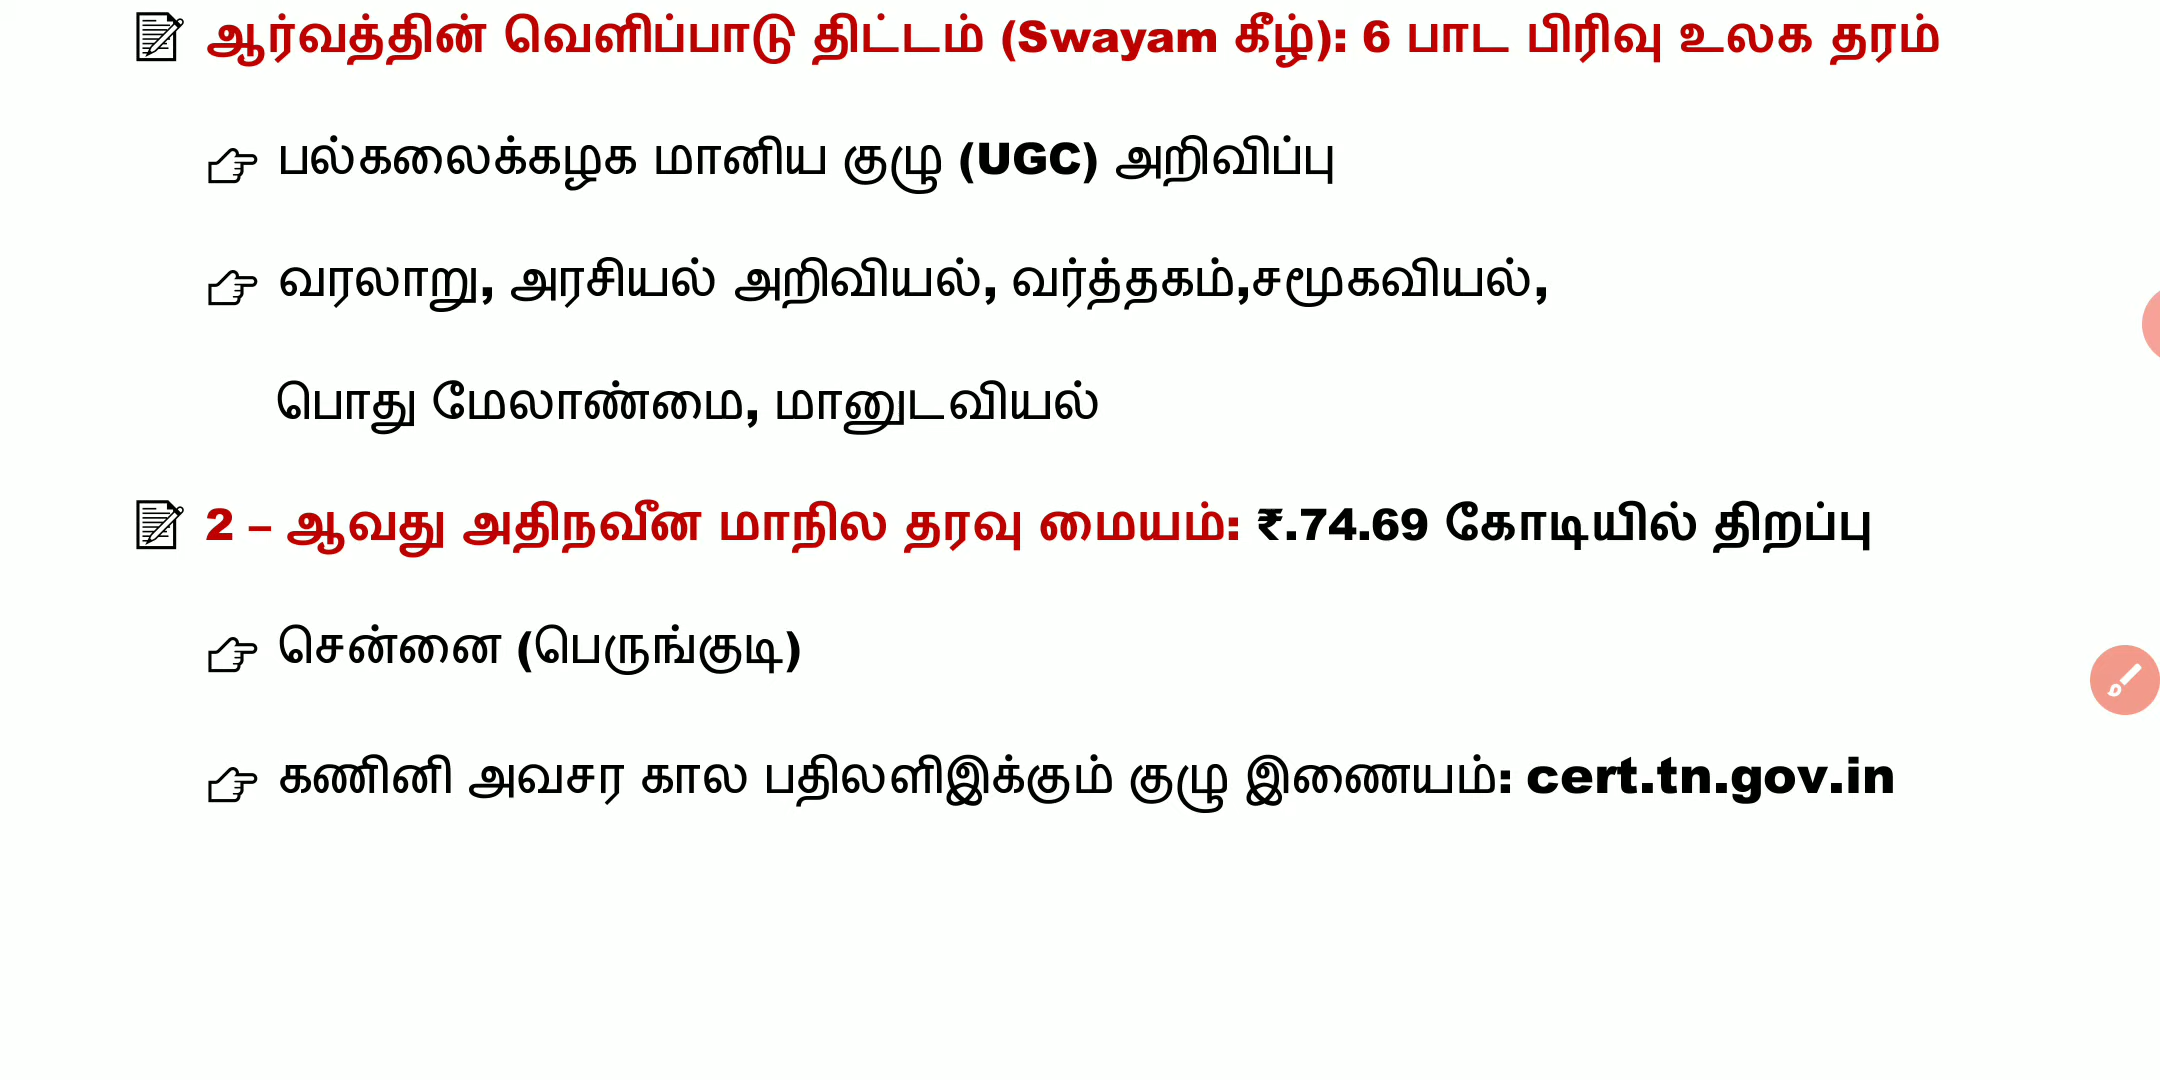 ஆர்வத்தின் வெளிப்பாடு திட்டம் (Swayam கீழ்): 6 பாட பிரிவு உலக தரம்
பல்கலைக்கழக மானிய குழு (UGC) அறிவிப்பு
வரலாறு, அரசியல் அறிவியல், வர்த்தகம்,சமூகவியல்,
பொது மேலாண்மை, மானுடவியல்
2 – ஆவது அதிநவீன மாநில தரவு மையம்: ₹.74.69 கோடியில் திறப்பு
சென்னை (பெருங்குடி)
கணினி அவசர கால பதிலளிஇக்கும் குழு இணையம்: cert.tn.gov.in